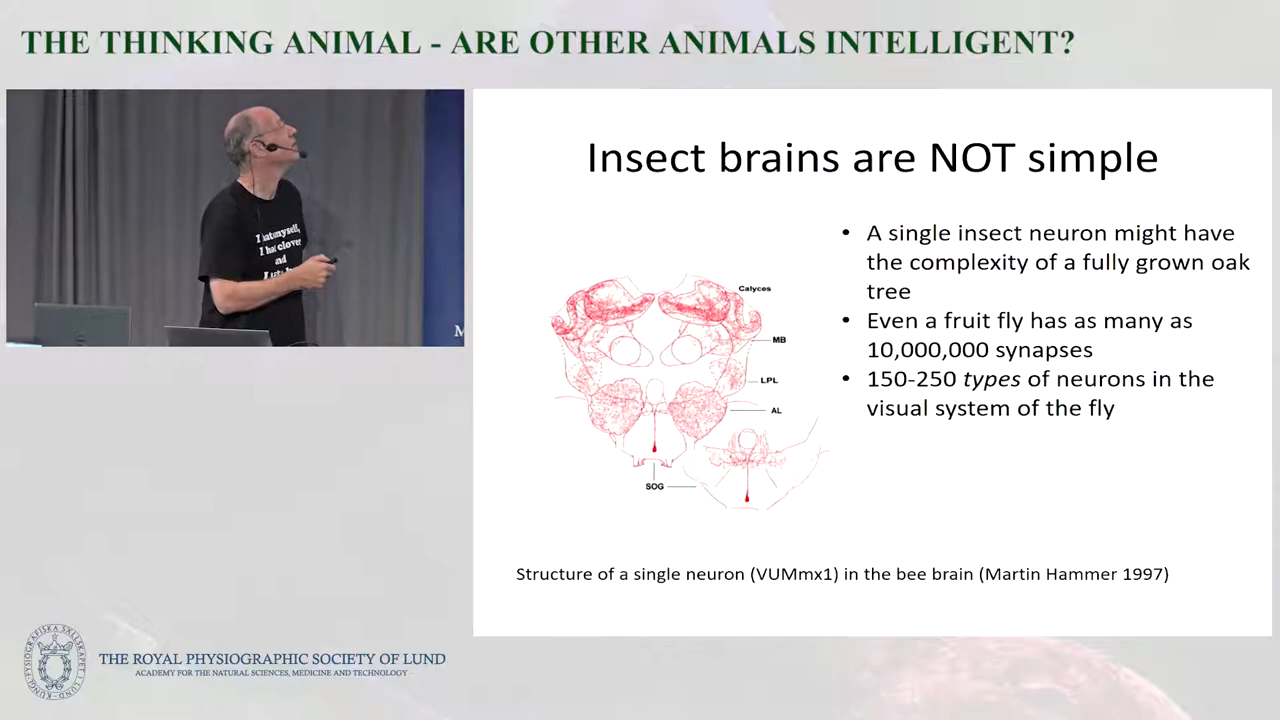 THE THINKING ANIMAL - ARE OTHER ANIMALS INTELLIGENT?
and
M
Insect brains are NOT simple
• A single insect neuron might have
the complexity of a fully grown oak
tree
• Even a fruit fly has as many as
10,000,000 synapses
• 150-250 types of neurons in the
visual system of the fly
Calyces
MB
LPL
AL
SOG
Structure of a single neuron (VUMmx1) in the bee brain (Martin Hammer 1997)
THE ROYAL PHYSIOGRAPHIC SOCIETY OF LUND
ACADEMY FOR THE NATURAL SCIENCES, MEDICINE AND TECHNOLOGY